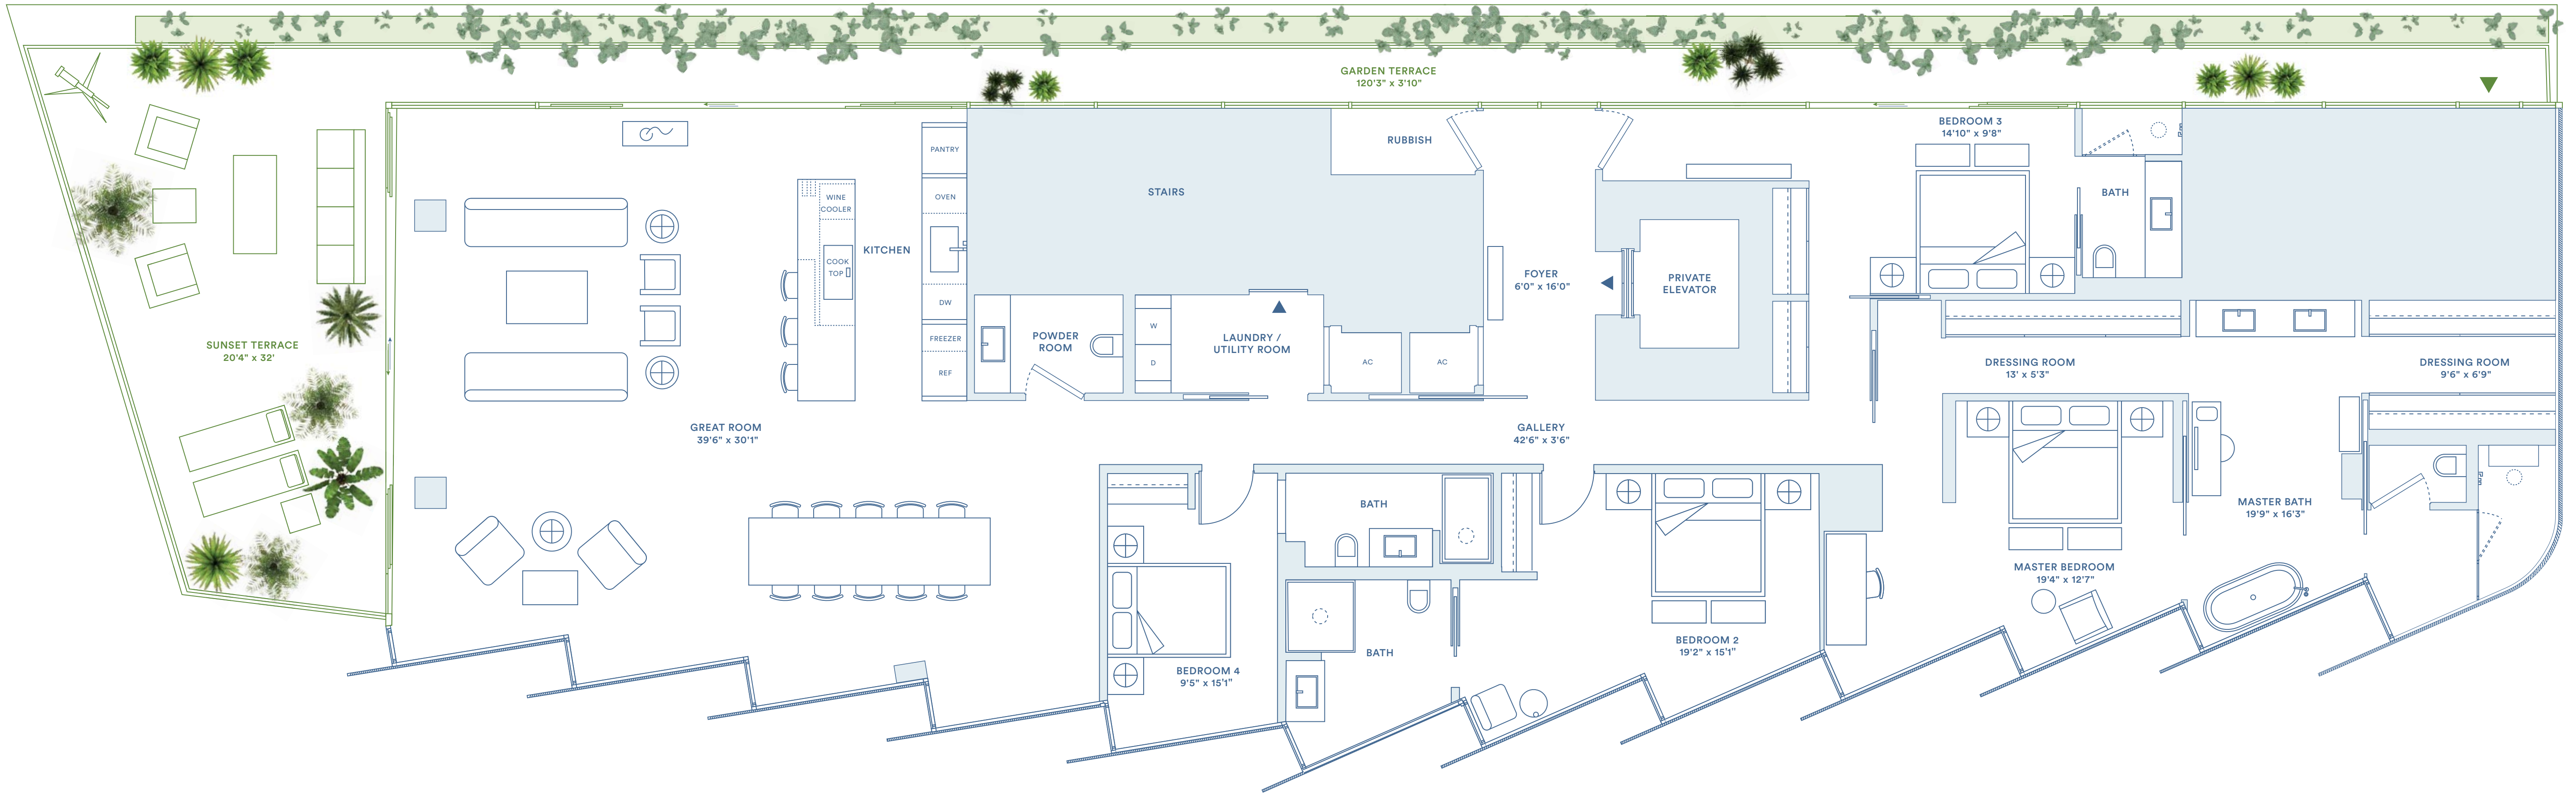 GARDEN TERRACE
120'3" x 3'10"
SUNSET TERRACE
20'4" x 32'
GREAT ROOM
39'6" x 30'1"
KITCHEN
WINE
COOLER
COOK
TOP
PANTRY
OVEN
DW
FREEZER
REF
STAIRS
RUBBISH
POWDER
ROOM
W
D
LAUNDRY /
UTILITY ROOM
AC
AC
FOYER
6'0" x 16'0"
PRIVATE
ELEVATOR
GALLERY
42'6" x 3'6"
BEDROOM 3
14'10" x 9'8"
BATH
DRESSING ROOM
13' x 5'3"
DRESSING ROOM
9'6" x 6'9"
MASTER BATH
19'9" x 16'3"
MASTER BEDROOM
19'4" x 12'7"
BEDROOM 2
19'2" x 15'1"
BATH
BATH
BEDROOM 4
9'5" x 15'1"